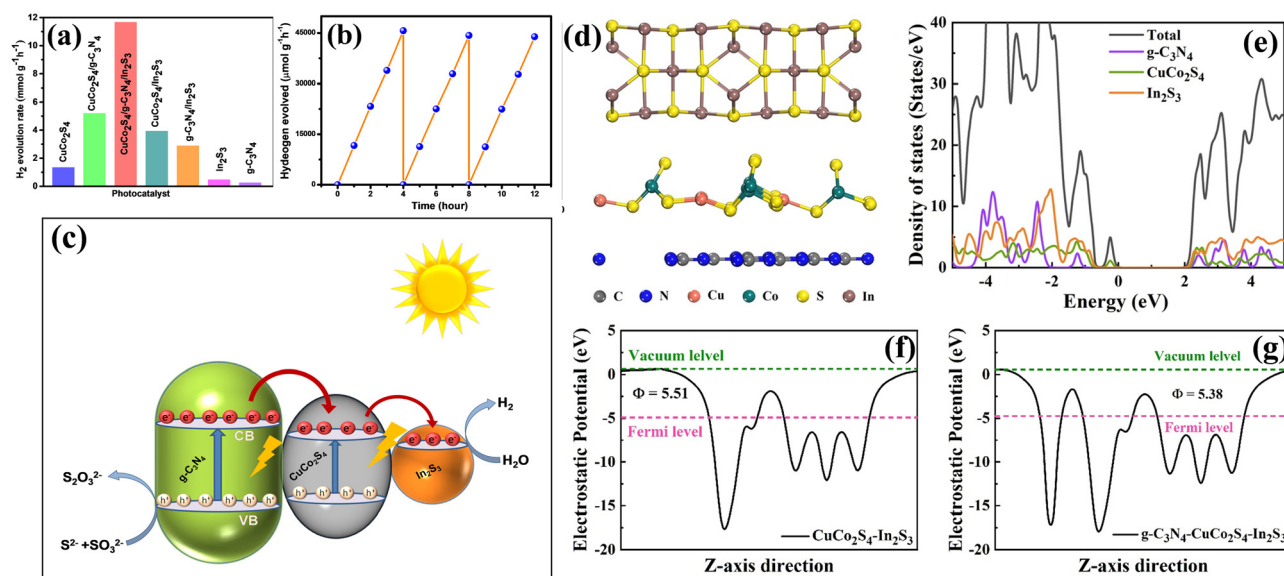 (a)
H₂ evolution rate (mmol g⁻¹h⁻¹)
12
10
8
6
4
2
0
CuCo₂S₄
CuCo₂S₄/g-C₃N₄
CuCo₂S₄/g-C₃N₄/In₂S₃
CuCo₂S₄/In₂S₃
g-C₃N₄/In₂S₃
In₂S₃
g-C₃N₄
Photocatalyst
(b)
Hydeogen evolved (μmol g⁻¹h⁻¹)
45000
30000
15000
0
0 2 4 6 8 10 12
Time (hour)
(c)
e⁻ e⁻ e⁻ e⁻ e⁻ e⁻
CB
g-C₃N₄
h⁺ h⁺ h⁺ h⁺ h⁺ h⁺
VB
e⁻ e⁻ e⁻ e⁻
CuCo₂S₄
h⁺ h⁺ h⁺ h⁺
e⁻ e⁻ e⁻
In₂S₃
H₂
H₂O
S₂O₃²⁻
S²⁻ +SO₃²⁻
(d)
C N Cu Co S In
(e)
Density of states (States/eV)
40
30
20
10
0
Total
g-C₃N₄
CuCo₂S₄
In₂S₃
-4 -2 0 2 4
Energy (eV)
(f)
Electrostatic Potential (eV)
5
0
-5
-10
-15
-20
Vacuum lelvel
Φ = 5.51
Fermi level
CuCo₂S₄-In₂S₃
Z-axis direction
(g)
Electrostatic Potential (eV)
5
0
-5
-10
-15
-20
Vacuum level
Φ = 5.38
Fermi level
g-C₃N₄-CuCo₂S₄-In₂S₃
Z-axis direction